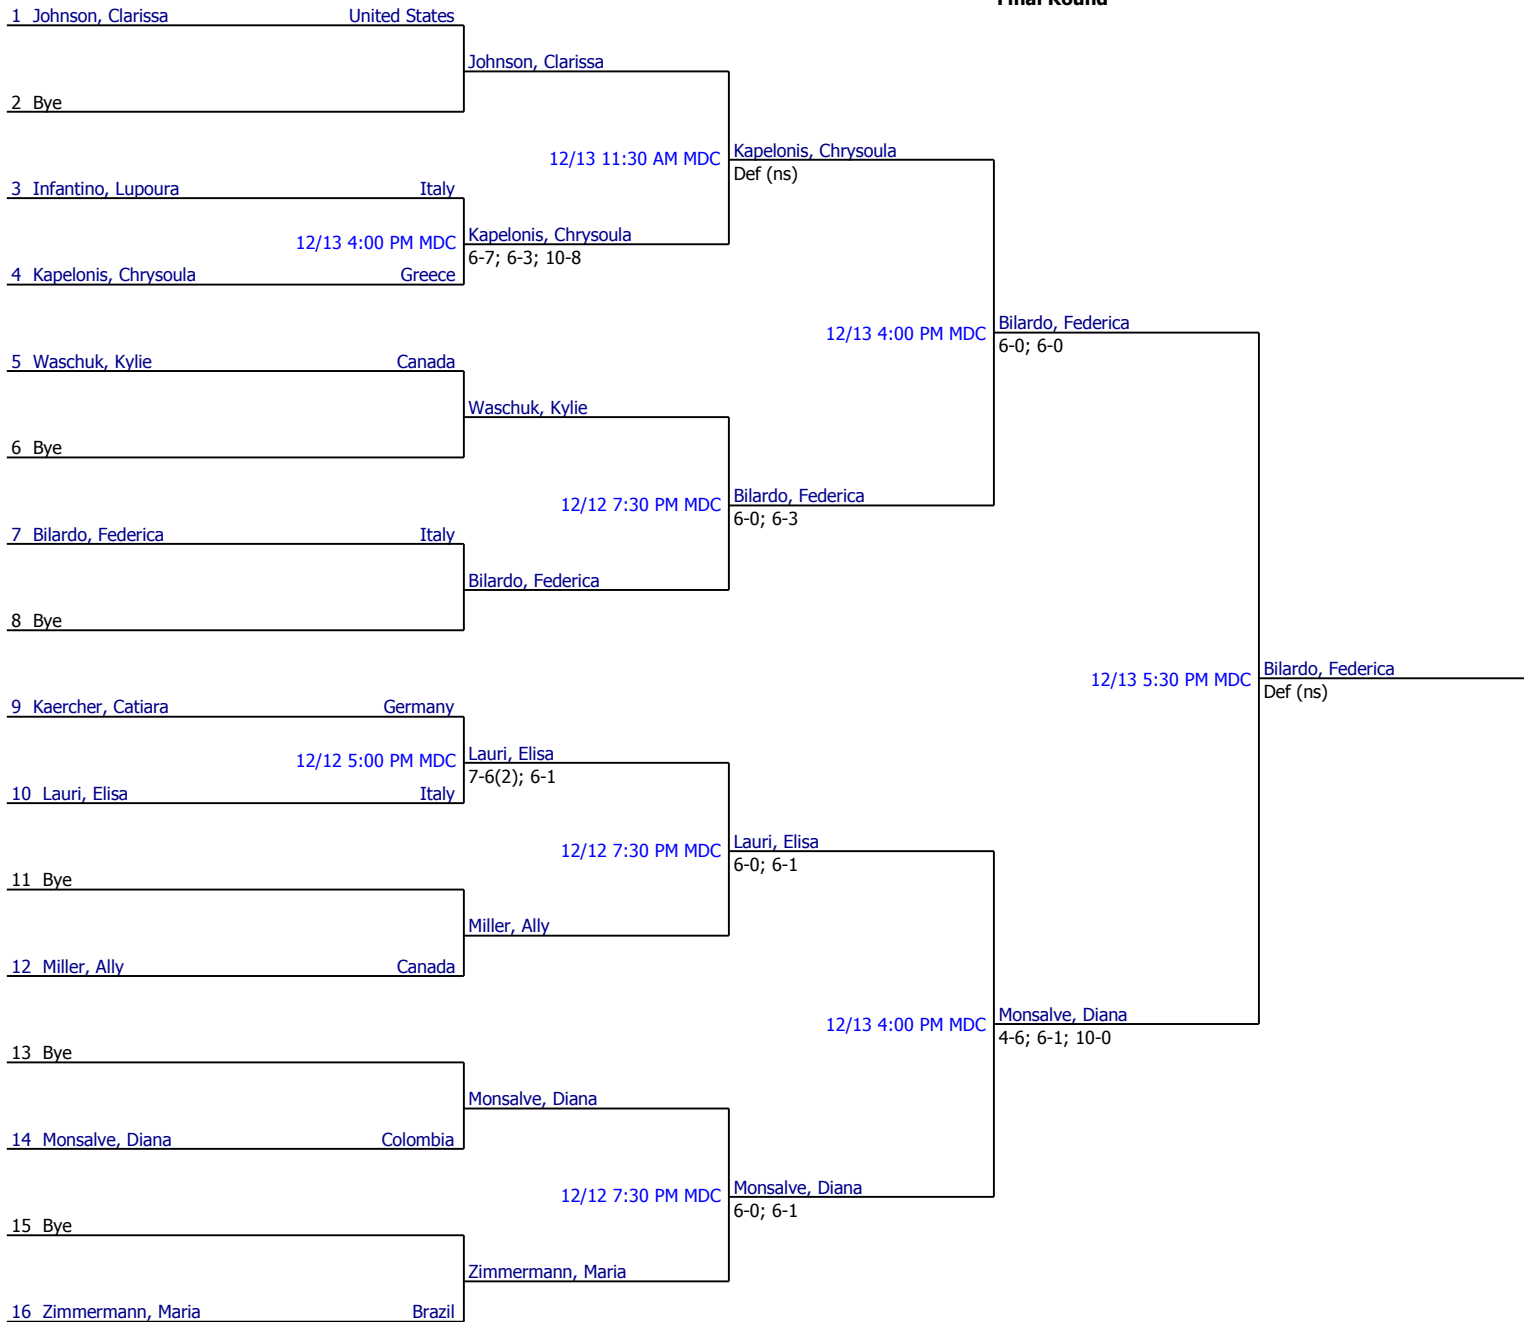 Final Round
1 Johnson, Clarissa United States
Johnson, Clarissa
2 Bye
12/13 11:30 AM MDC Kapelonis, Chrysoula
Def (ns)
3 Infantino, Lupoura Italy
12/13 4:00 PM MDC Kapelonis, Chrysoula
6-7; 6-3; 10-8
4 Kapelonis, Chrysoula Greece
12/13 4:00 PM MDC Bilardo, Federica
6-0; 6-0
5 Waschuk, Kylie Canada
Waschuk, Kylie
6 Bye
12/12 7:30 PM MDC Bilardo, Federica
6-0; 6-3
7 Bilardo, Federica Italy
Bilardo, Federica
8 Bye
12/13 5:30 PM MDC Bilardo, Federica
Def (ns)
9 Kaercher, Catiara Germany
12/12 5:00 PM MDC Lauri, Elisa
7-6(2); 6-1
10 Lauri, Elisa Italy
12/12 7:30 PM MDC Lauri, Elisa
6-0; 6-1
11 Bye
Miller, Ally
12 Miller, Ally Canada
12/13 4:00 PM MDC Monsalve, Diana
4-6; 6-1; 10-0
13 Bye
Monsalve, Diana
14 Monsalve, Diana Colombia
12/12 7:30 PM MDC Monsalve, Diana
6-0; 6-1
15 Bye
Zimmermann, Maria
16 Zimmermann, Maria Brazil